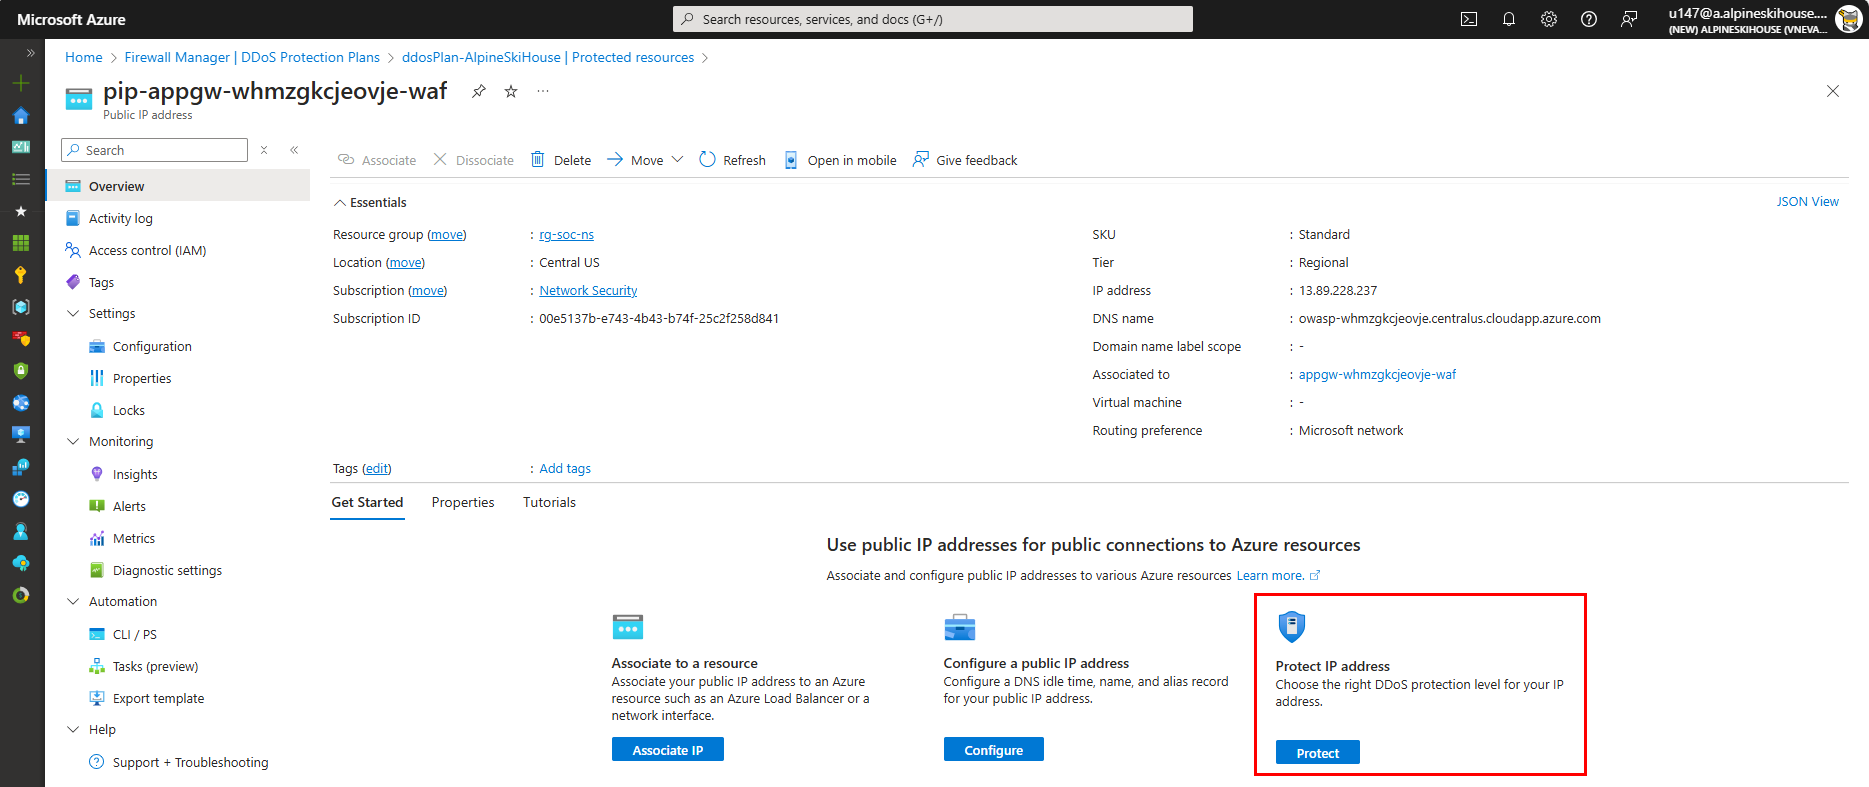 Microsoft Azure
Search resources, services, and docs (G+/)
u147@a.alpineskihouse....
(NEW) ALPINESKIHOUSE (VNEVA...
Home > Firewall Manager | DDoS Protection Plans > ddosPlan-AlpineSkiHouse | Protected resources >
pip-appgw-whmzgkcjeovje-waf
Public IP address
Search
Associate Dissociate Delete Move Refresh Open in mobile Give feedback
Overview
Activity log
Access control (IAM)
Tags
Settings
Configuration
Properties
Locks
Monitoring
Insights
Alerts
Metrics
Diagnostic settings
Automation
CLI / PS
Tasks (preview)
Export template
Help
Support + Troubleshooting
Essentials
JSON View
Resource group (move) : rg-soc-ns
Location (move) : Central US
Subscription (move) : Network Security
Subscription ID : 00e5137b-e743-4b43-b74f-25c2f258d841
SKU : Standard
Tier : Regional
IP address : 13.89.228.237
DNS name : owasp-whmzgkcjeovje.centralus.cloudapp.azure.com
Domain name label scope : -
Associated to : appgw-whmzgkcjeovje-waf
Virtual machine : -
Routing preference : Microsoft network
Tags (edit) : Add tags
Get Started Properties Tutorials
Use public IP addresses for public connections to Azure resources
Associate and configure public IP addresses to various Azure resources Learn more.
Associate to a resource
Associate your public IP address to an Azure
resource such as an Azure Load Balancer or a
network interface.
Associate IP
Configure a public IP address
Configure a DNS idle time, name, and alias record
for your public IP address.
Configure
Protect IP address
Choose the right DDoS protection level for your IP
address.
Protect